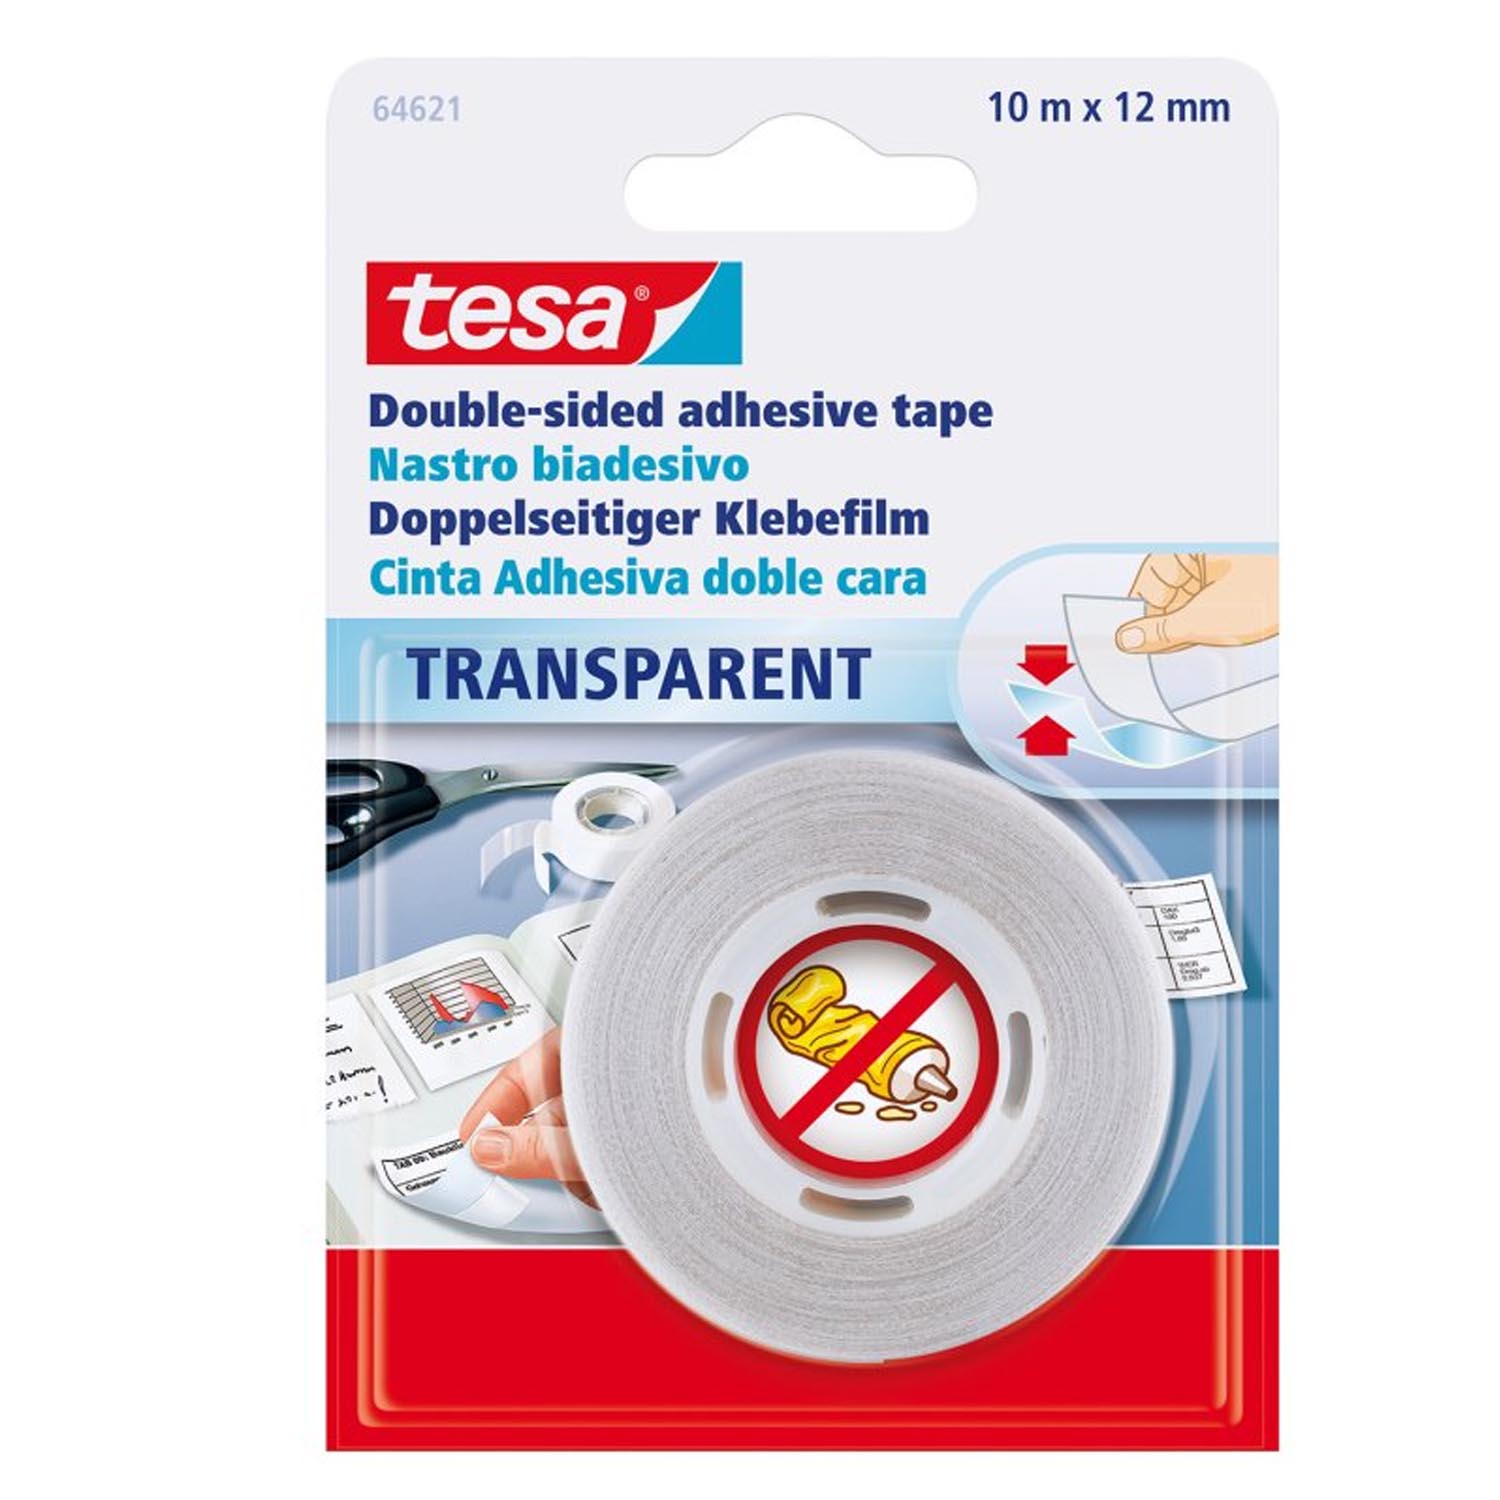 64621
10 m x 12 mm
tesa®
Double-sided adhesive tape
Nastro biadesivo
Doppelseitiger Klebefilm
Cinta Adhesiva doble cara
TRANSPARENT